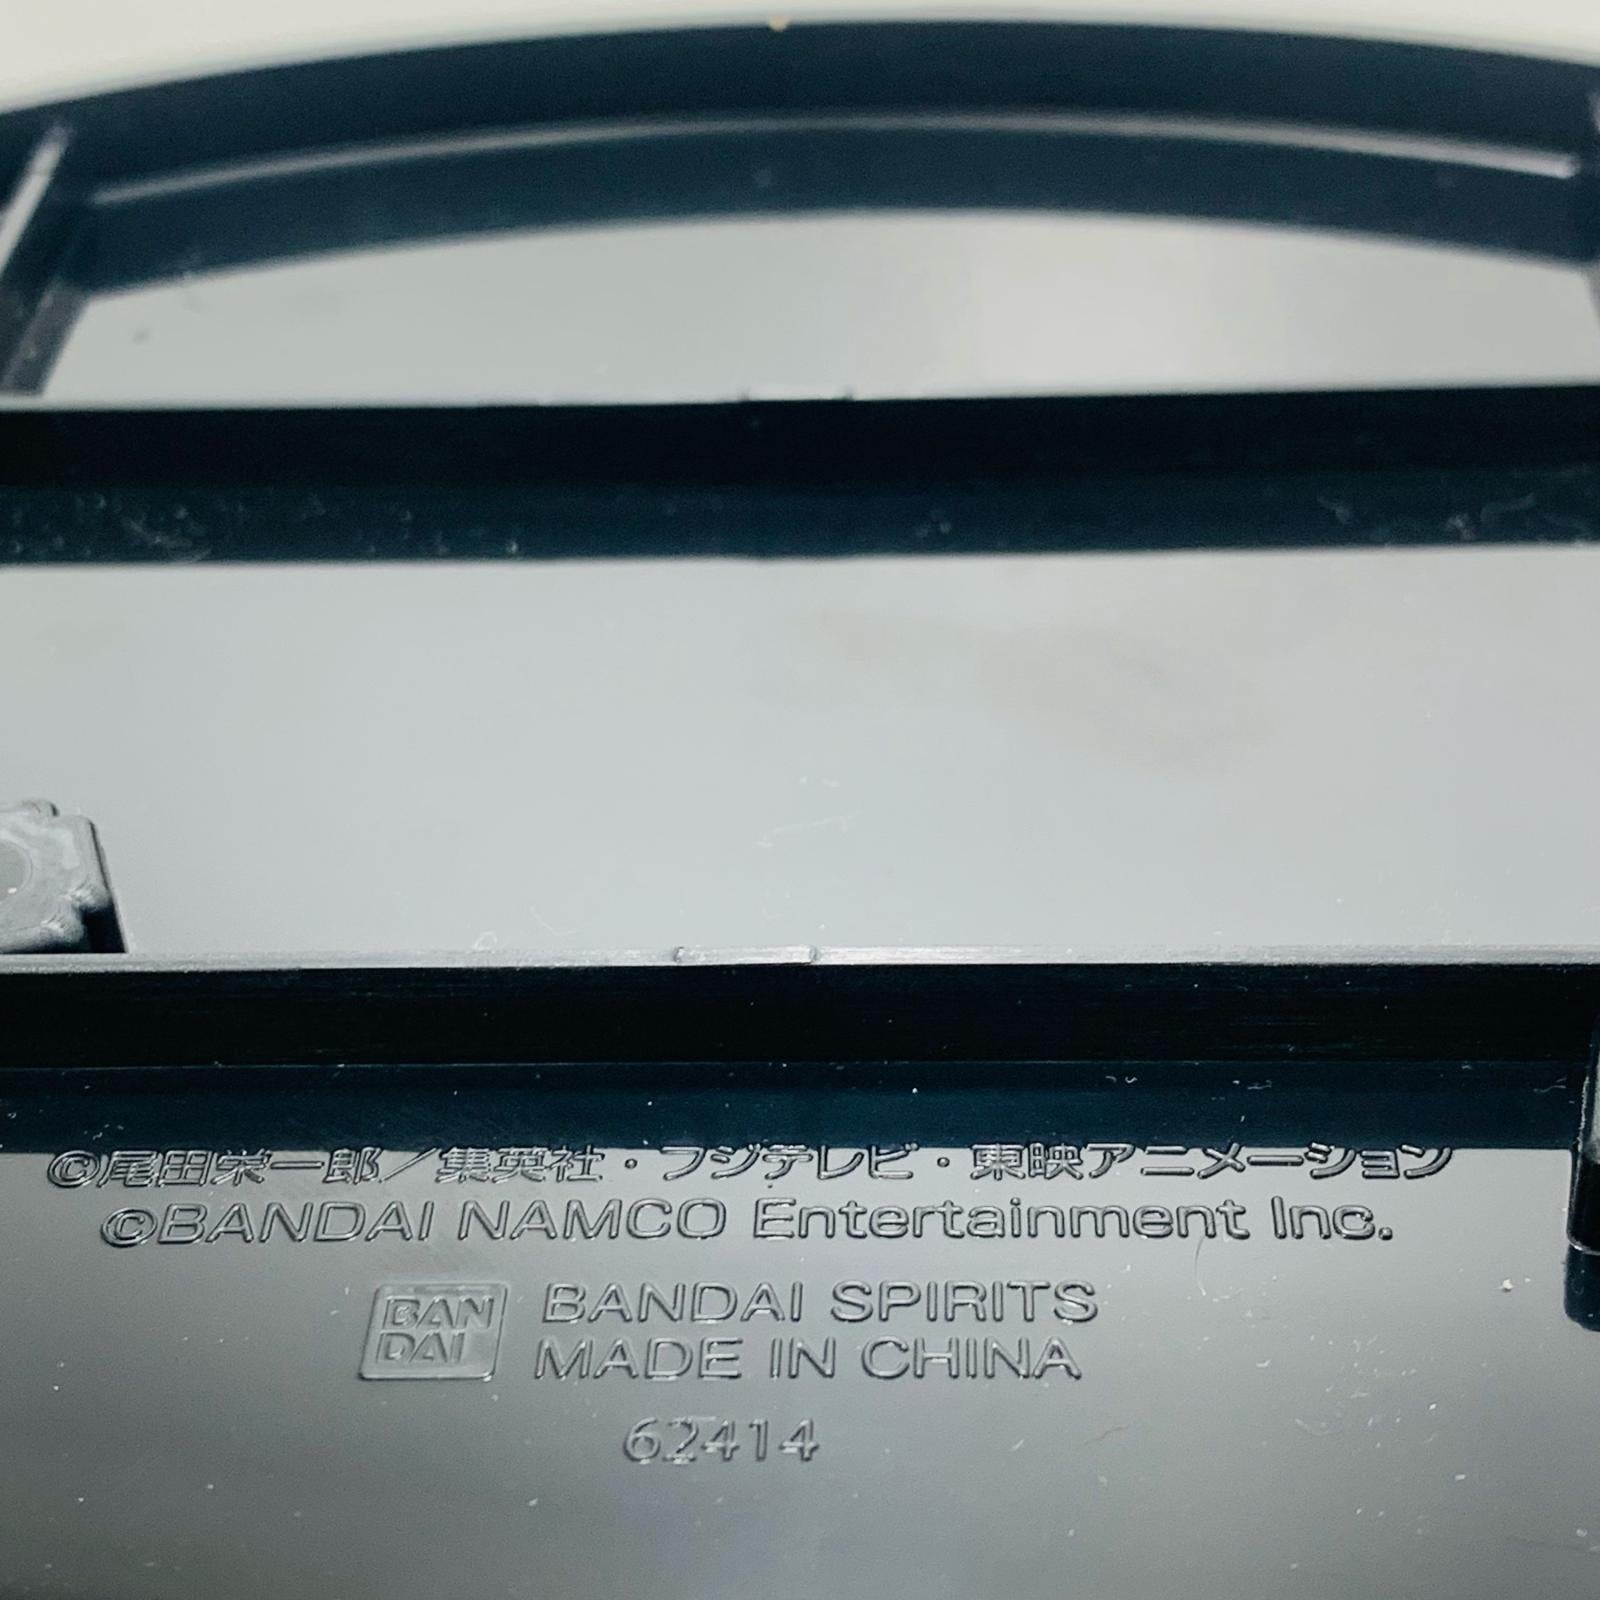 ©尾田栄一郎／集英社・フジテレビ・東映アニメーション
©BANDAI NAMCO Entertainment Inc.
BAN DAI BANDAI SPIRITS
MADE IN CHINA
62414